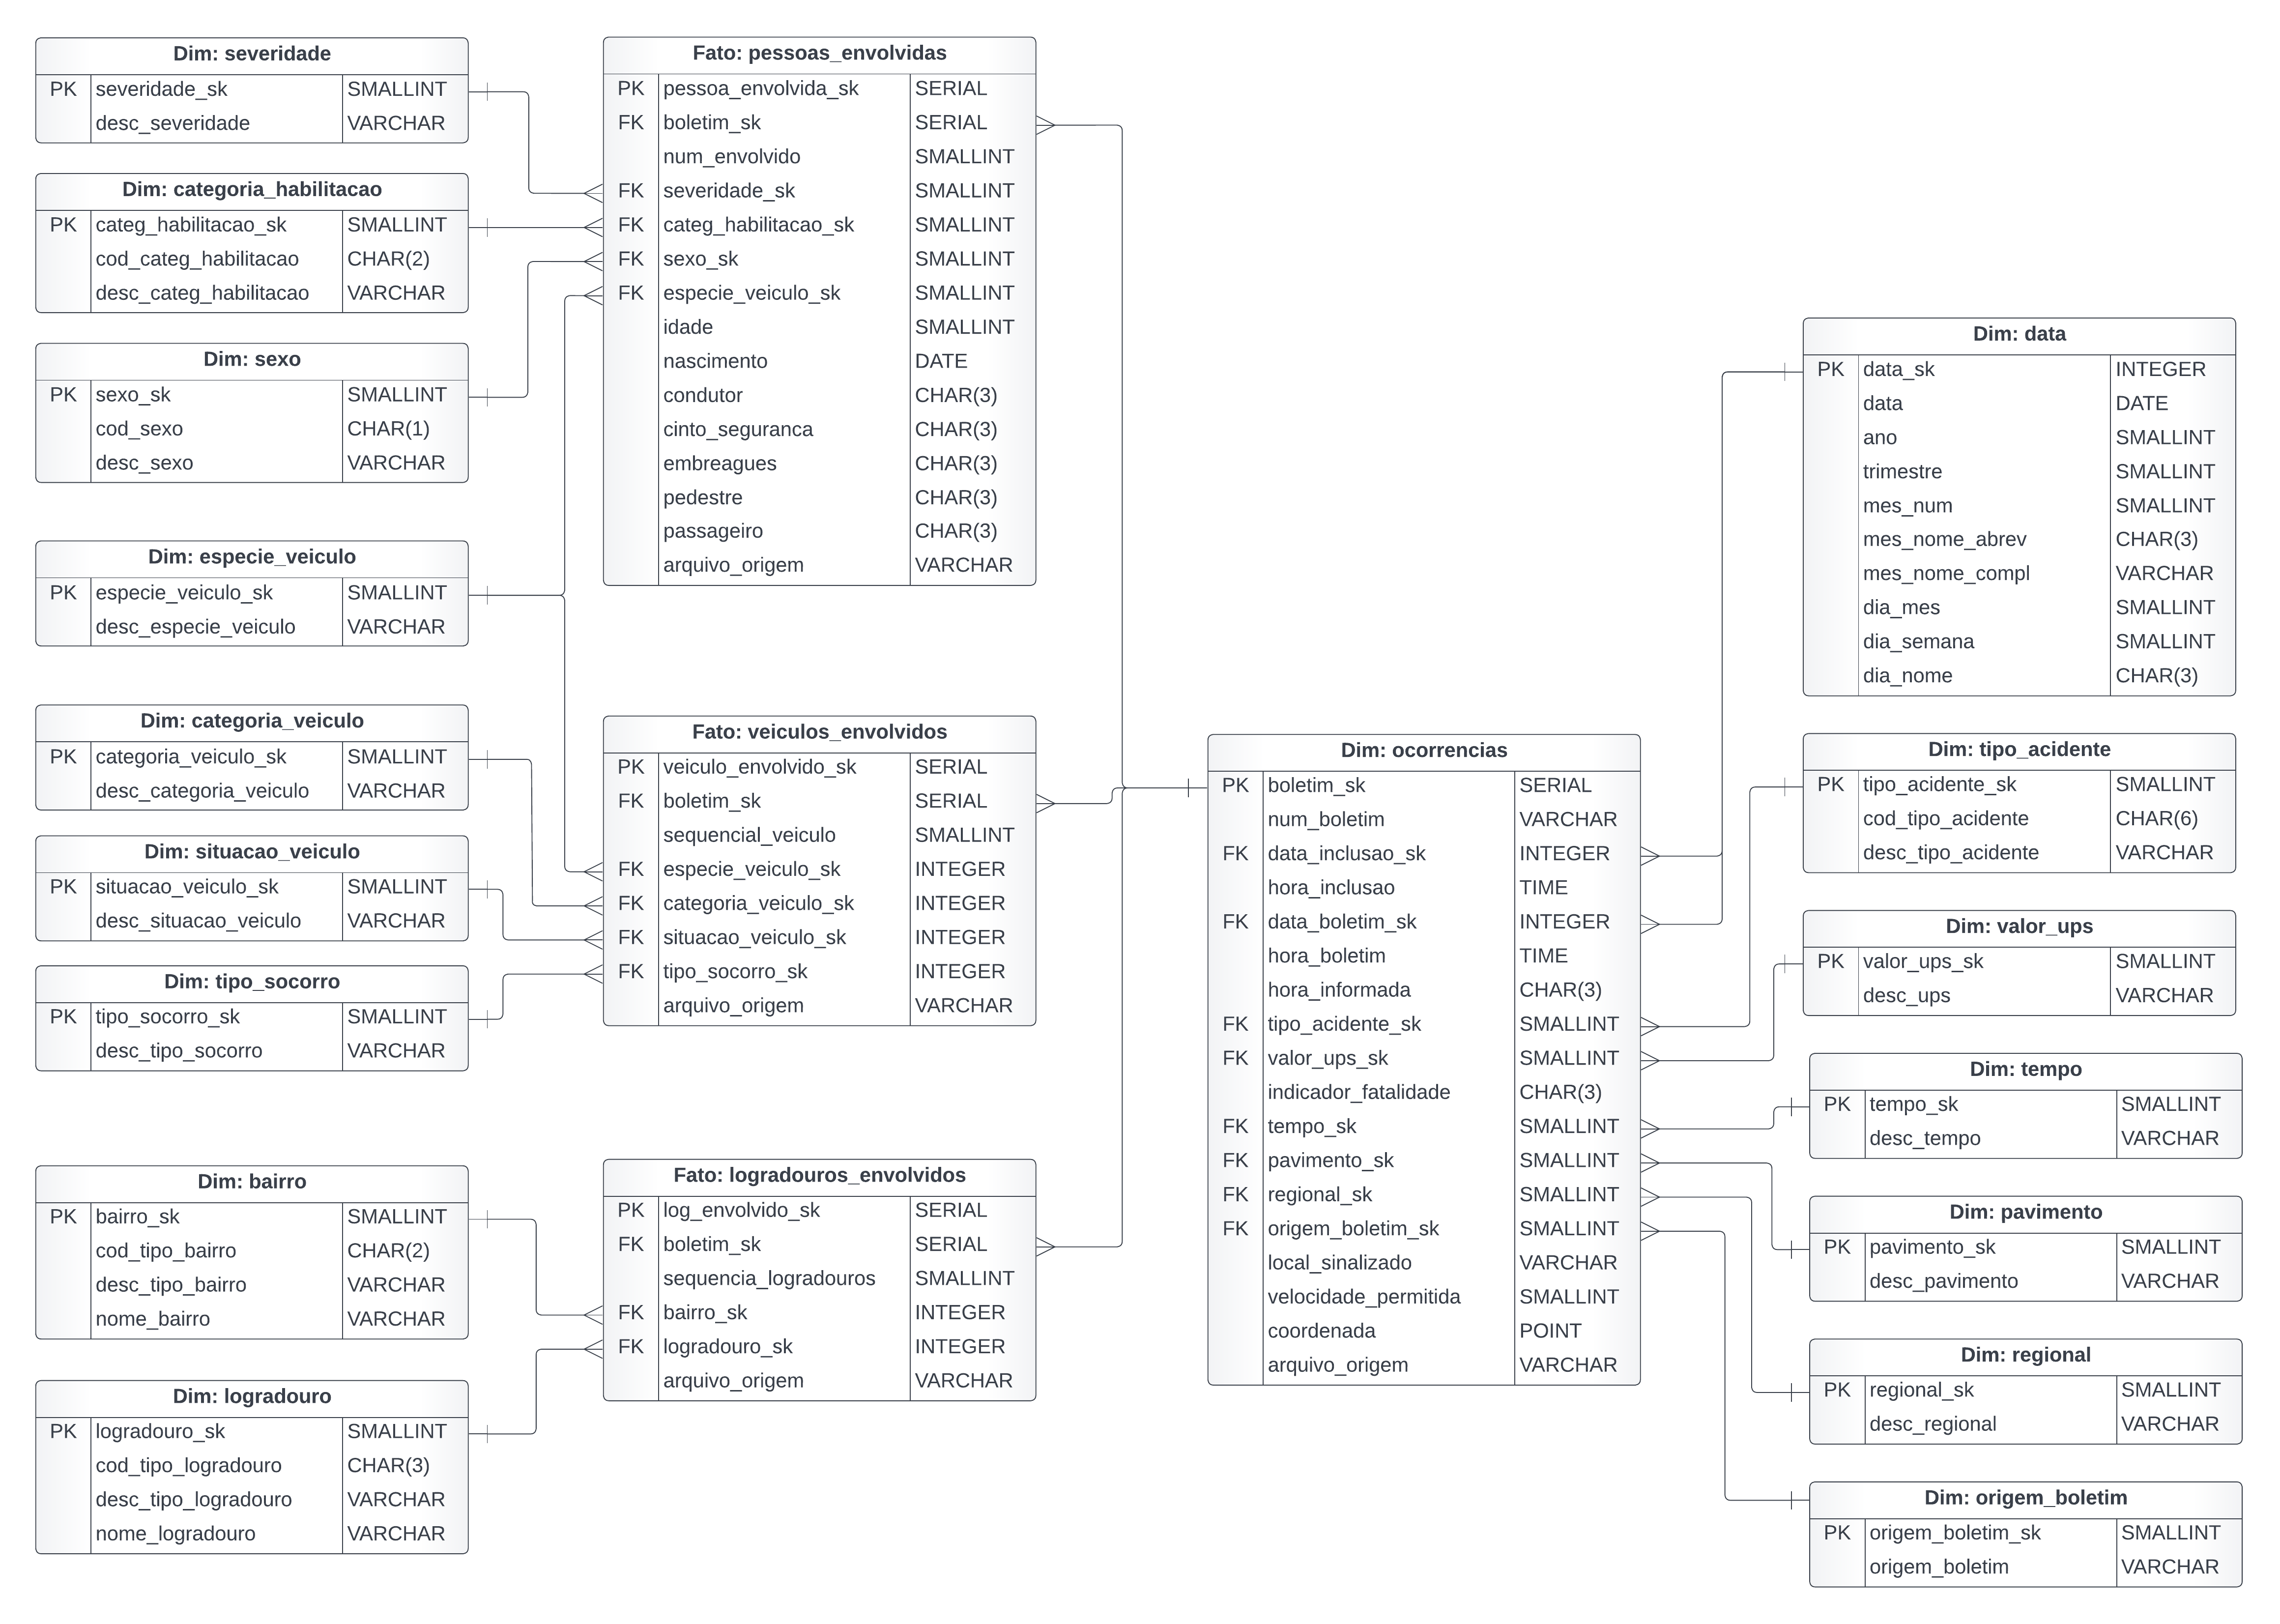 Dim: severidade
PK severidade_sk SMALLINT
desc_severidade VARCHAR
Dim: categoria_habilitacao
PK categ_habilitacao_sk SMALLINT
cod_categ_habilitacao CHAR(2)
desc_categ_habilitacao VARCHAR
Dim: sexo
PK sexo_sk SMALLINT
cod_sexo CHAR(1)
desc_sexo VARCHAR
Dim: especie_veiculo
PK especie_veiculo_sk SMALLINT
desc_especie_veiculo VARCHAR
Dim: categoria_veiculo
PK categoria_veiculo_sk SMALLINT
desc_categoria_veiculo VARCHAR
Dim: situacao_veiculo
PK situacao_veiculo_sk SMALLINT
desc_situacao_veiculo VARCHAR
Dim: tipo_socorro
PK tipo_socorro_sk SMALLINT
desc_tipo_socorro VARCHAR
Dim: bairro
PK bairro_sk SMALLINT
cod_tipo_bairro CHAR(2)
desc_tipo_bairro VARCHAR
nome_bairro VARCHAR
Dim: logradouro
PK logradouro_sk SMALLINT
cod_tipo_logradouro CHAR(3)
desc_tipo_logradouro VARCHAR
nome_logradouro VARCHAR
Fato: pessoas_envolvidas
PK pessoa_envolvida_sk SERIAL
FK boletim_sk SERIAL
num_envolvido SMALLINT
FK severidade_sk SMALLINT
FK categ_habilitacao_sk SMALLINT
FK sexo_sk SMALLINT
FK especie_veiculo_sk SMALLINT
idade SMALLINT
nascimento DATE
condutor CHAR(3)
cinto_seguranca CHAR(3)
embreagues CHAR(3)
pedestre CHAR(3)
passageiro CHAR(3)
arquivo_origem VARCHAR
Fato: veiculos_envolvidos
PK veiculo_envolvido_sk SERIAL
FK boletim_sk SERIAL
sequencial_veiculo SMALLINT
FK especie_veiculo_sk INTEGER
FK categoria_veiculo_sk INTEGER
FK situacao_veiculo_sk INTEGER
FK tipo_socorro_sk INTEGER
arquivo_origem VARCHAR
Fato: logradouros_envolvidos
PK log_envolvido_sk SERIAL
FK boletim_sk SERIAL
sequencia_logradouros SMALLINT
FK bairro_sk INTEGER
FK logradouro_sk INTEGER
arquivo_origem VARCHAR
Dim: ocorrencias
PK boletim_sk SERIAL
num_boletim VARCHAR
FK data_inclusao_sk INTEGER
hora_inclusao TIME
FK data_boletim_sk INTEGER
hora_boletim TIME
hora_informada CHAR(3)
FK tipo_acidente_sk SMALLINT
FK valor_ups_sk SMALLINT
indicador_fatalidade CHAR(3)
FK tempo_sk SMALLINT
FK pavimento_sk SMALLINT
FK regional_sk SMALLINT
FK origem_boletim_sk SMALLINT
local_sinalizado VARCHAR
velocidade_permitida SMALLINT
coordenada POINT
arquivo_origem VARCHAR
Dim: data
PK data_sk INTEGER
data DATE
ano SMALLINT
trimestre SMALLINT
mes_num SMALLINT
mes_nome_abrev CHAR(3)
mes_nome_compl VARCHAR
dia_mes SMALLINT
dia_semana SMALLINT
dia_nome CHAR(3)
Dim: tipo_acidente
PK tipo_acidente_sk SMALLINT
cod_tipo_acidente CHAR(6)
desc_tipo_acidente VARCHAR
Dim: valor_ups
PK valor_ups_sk SMALLINT
desc_ups VARCHAR
Dim: tempo
PK tempo_sk SMALLINT
desc_tempo VARCHAR
Dim: pavimento
PK pavimento_sk SMALLINT
desc_pavimento VARCHAR
Dim: regional
PK regional_sk SMALLINT
desc_regional VARCHAR
Dim: origem_boletim
PK origem_boletim_sk SMALLINT
origem_boletim VARCHAR